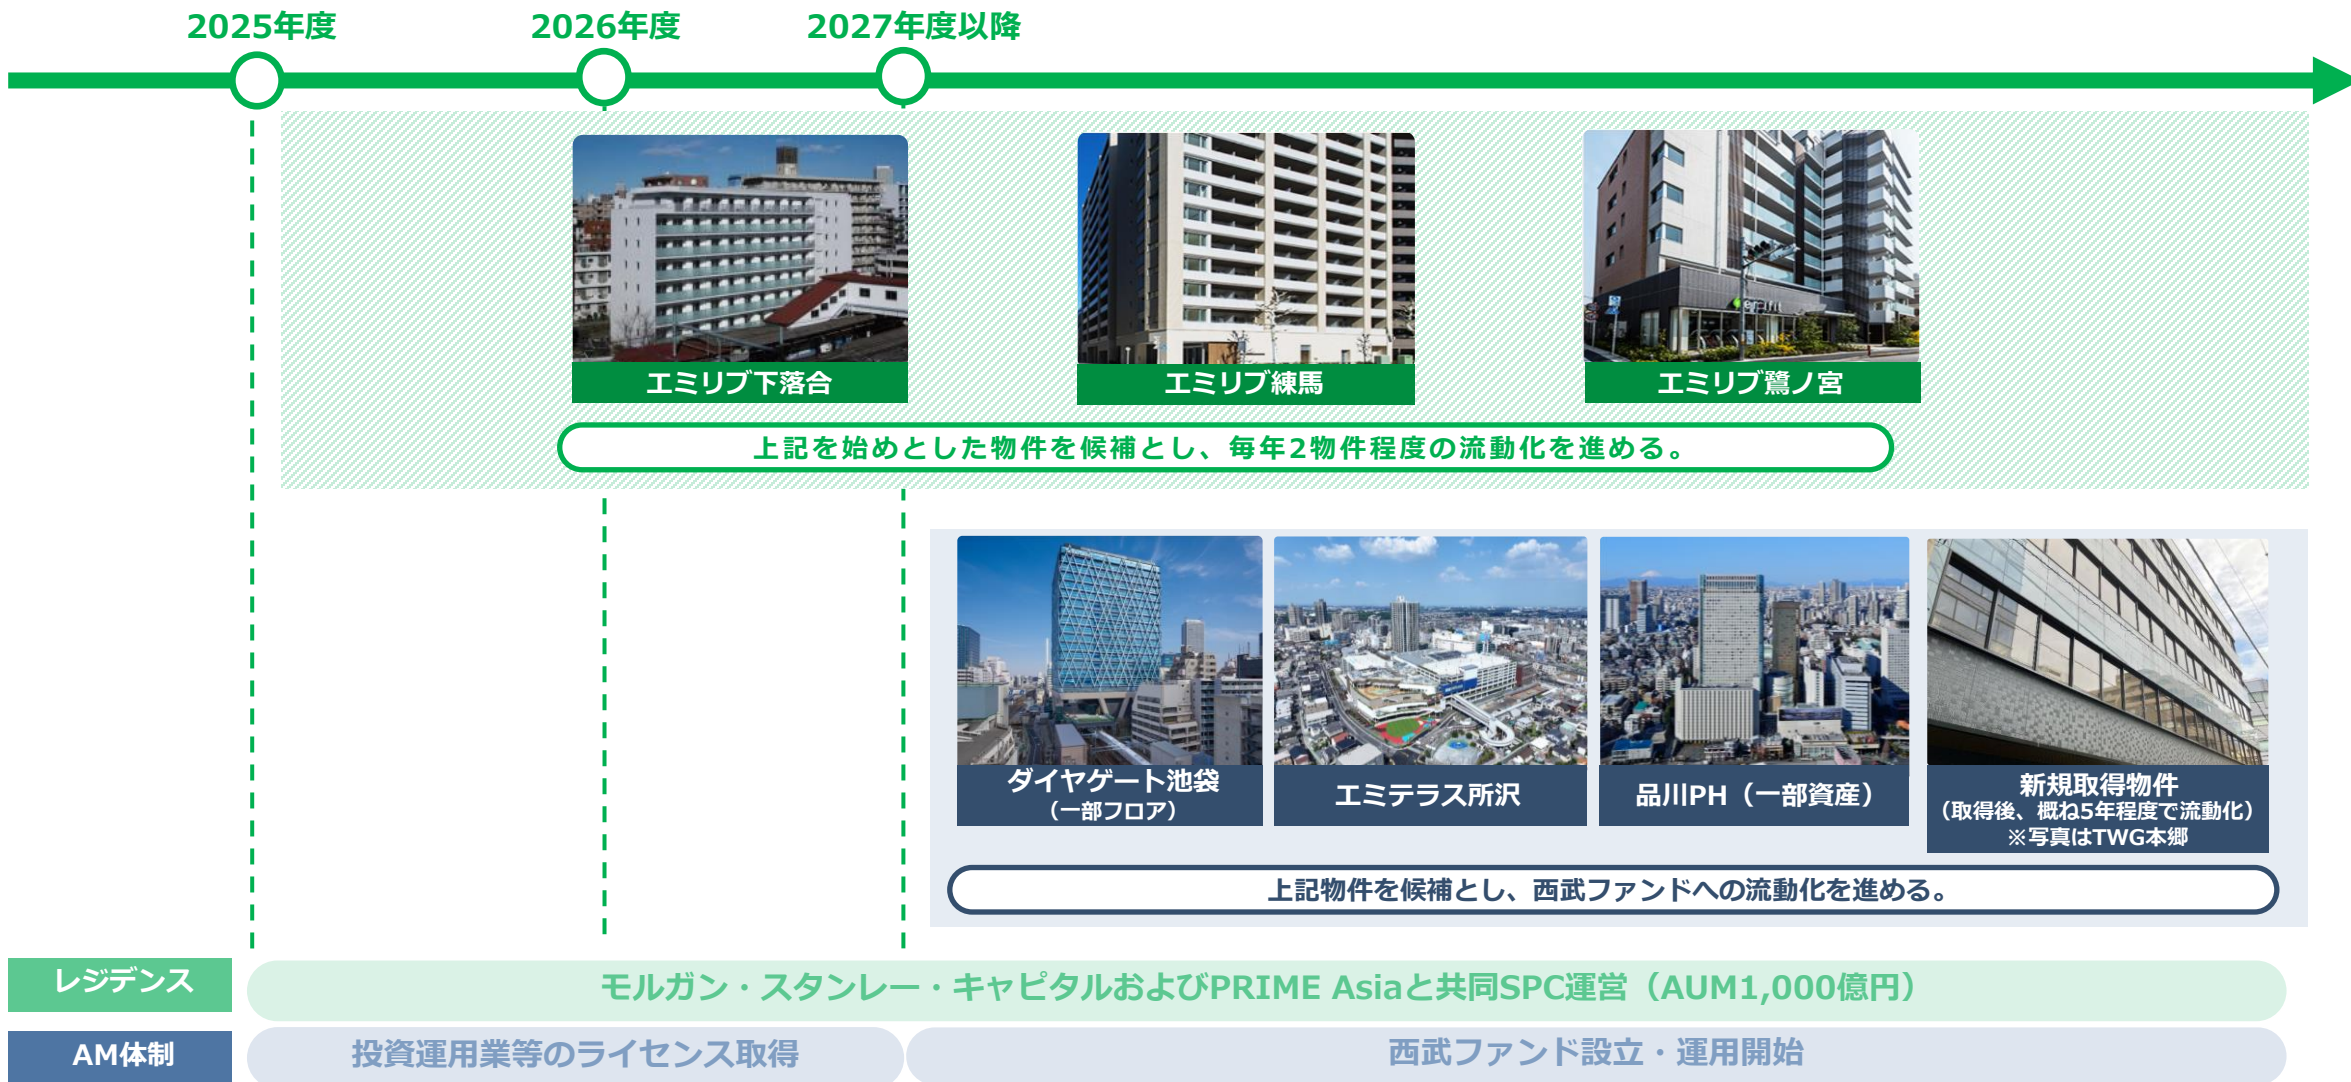 2025年度
2026年度
2027年度以降
emifit
エミリブ下落合
エミリブ練馬
エミリブ鷺ノ宮
上記を始めとした物件を候補とし、毎年2物件程度の流動化を進める。
ダイヤゲート池袋
（一部フロア）
エミテラス所沢
品川PH（一部資産）
新規取得物件
（取得後、概ね5年程度で流動化）
※写真はTWG本郷
上記物件を候補とし、西武ファンドへの流動化を進める。
レジデンス
モルガン・スタンレー・キャピタルおよびPRIME Asiaと共同SPC運営（AUM1,000億円）
AM体制
投資運用業等のライセンス取得
西武ファンド設立・運用開始